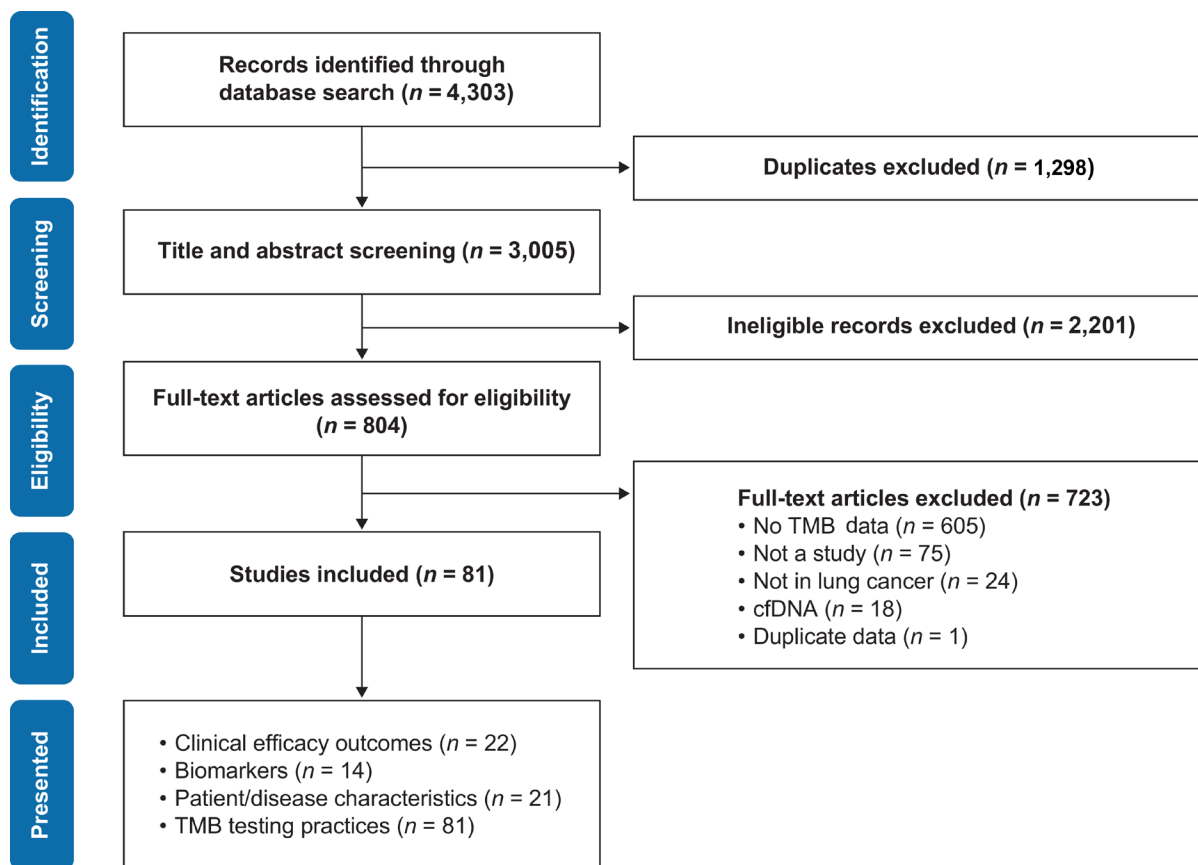 Identification
Records identified through
database search (n = 4,303)
Duplicates excluded (n = 1,298)
Screening
Title and abstract screening (n = 3,005)
Ineligible records excluded (n = 2,201)
Eligibility
Full-text articles assessed for eligibility
(n = 804)
Full-text articles excluded (n = 723)
• No TMB data (n = 605)
• Not a study (n = 75)
• Not in lung cancer (n = 24)
• cfDNA (n = 18)
• Duplicate data (n = 1)
Included
Studies included (n = 81)
Presented
• Clinical efficacy outcomes (n = 22)
• Biomarkers (n = 14)
• Patient/disease characteristics (n = 21)
• TMB testing practices (n = 81)